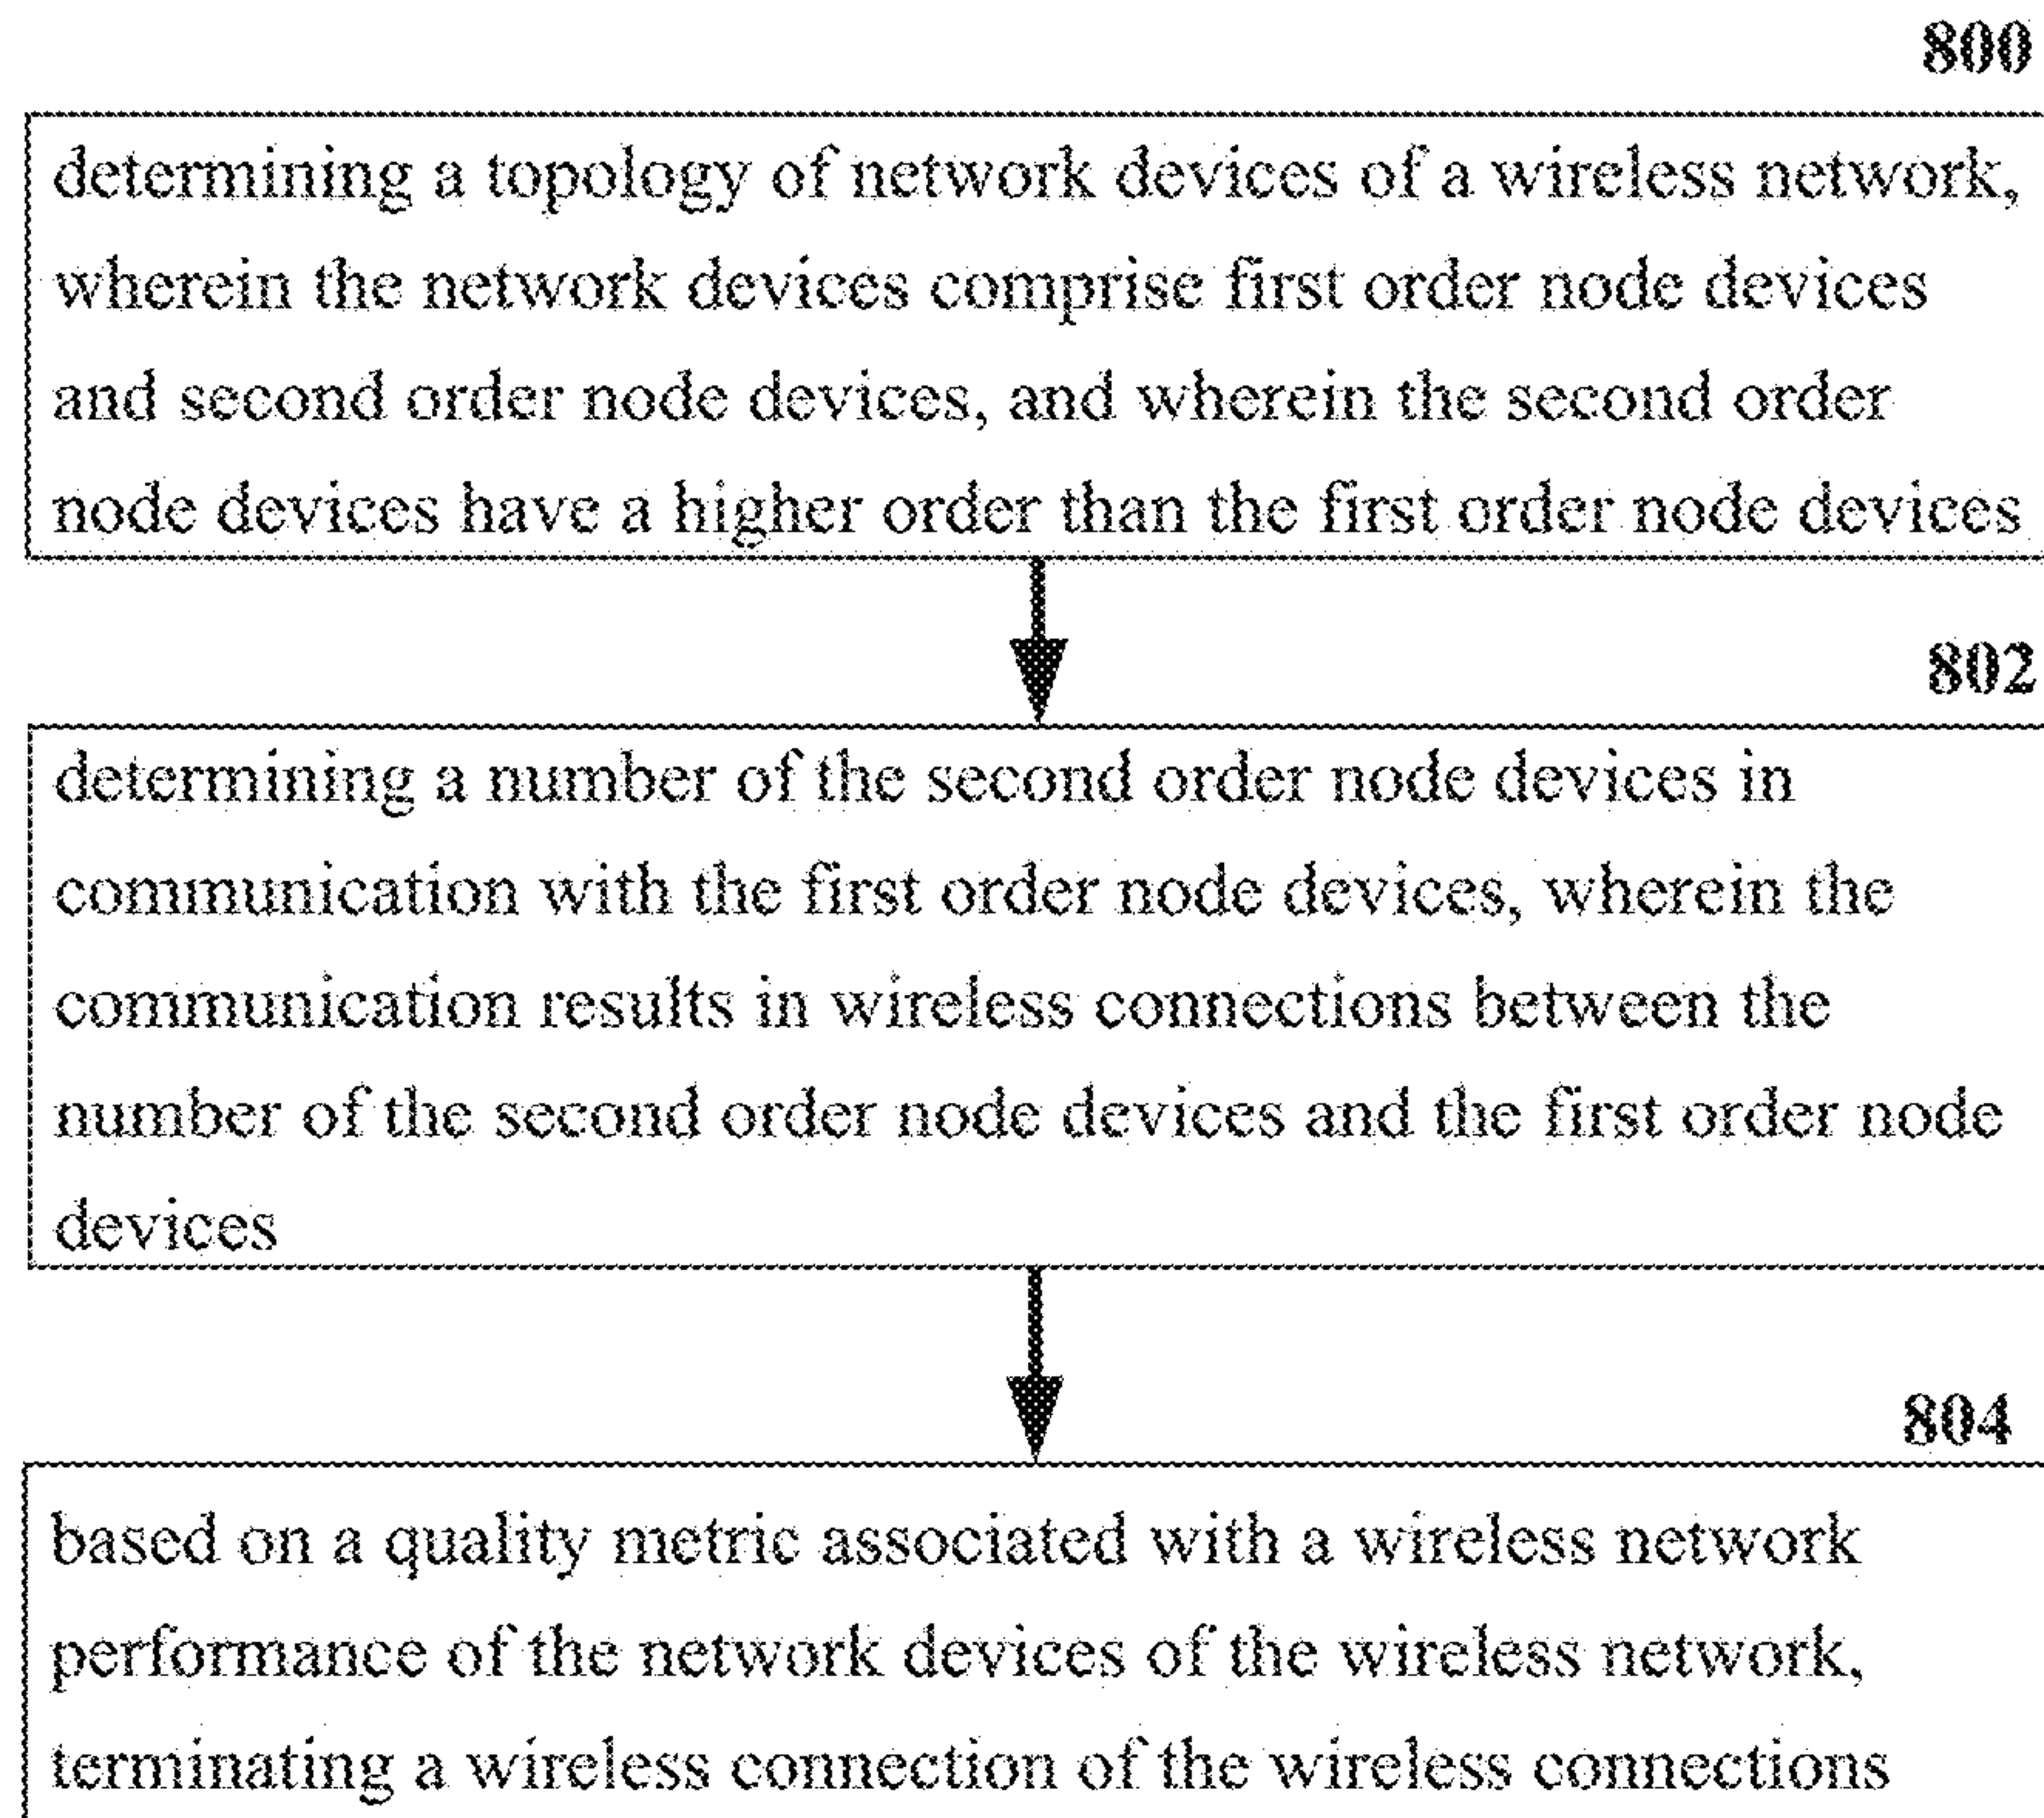 800
determining a topology of network devices of a wireless network,
wherein the network devices comprise first order node devices
and second order node devices, and wherein the second order
node devices have a higher order than the first order node devices
802
determining a number of the second order node devices in
communication with the first order node devices, wherein the
communication results in wireless connections between the
number of the second order node devices and the first order node
devices
804
based on a quality metric associated with a wireless network
performance of the network devices of the wireless network,
terminating a wireless connection of the wireless connections